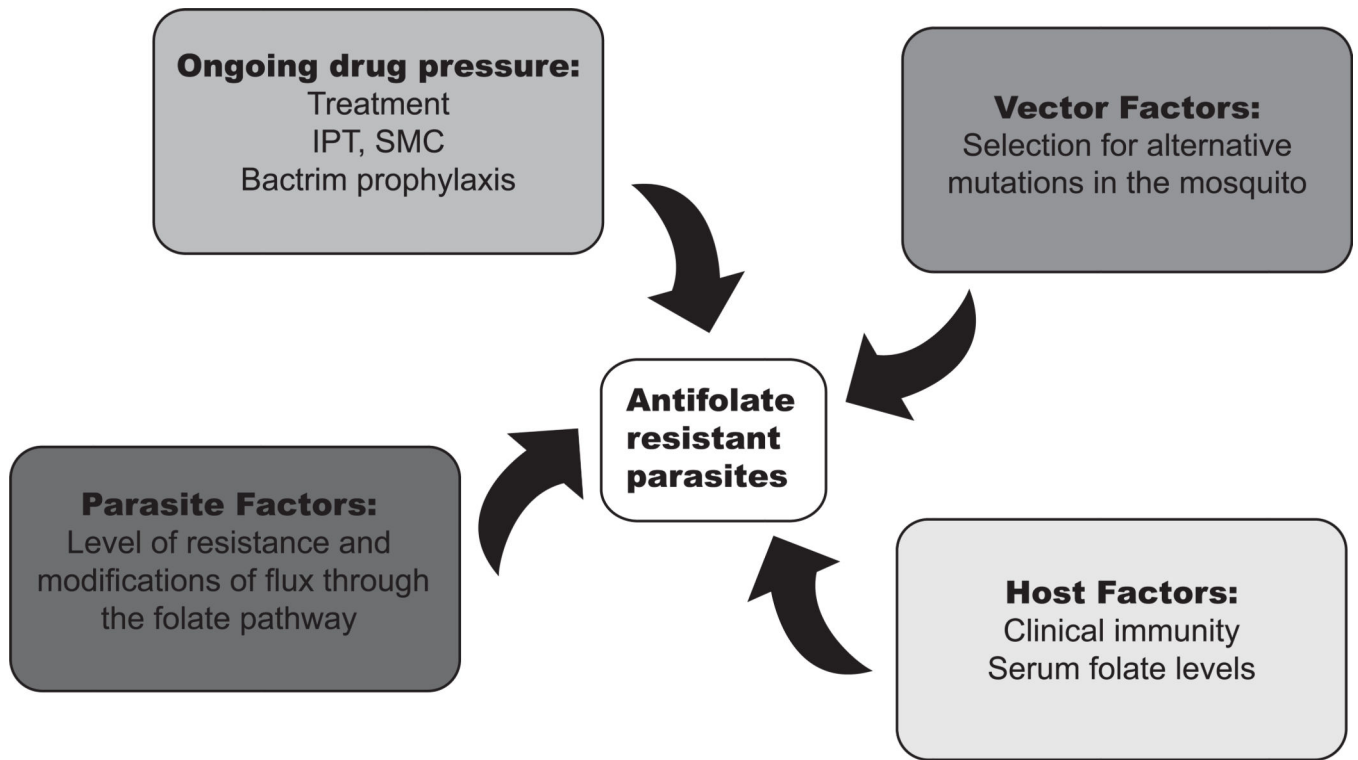 Ongoing drug pressure:
Treatment
IPT, SMC
Bactrim prophylaxis
Vector Factors:
Selection for alternative
mutations in the mosquito
Antifolate
resistant
parasites
Parasite Factors:
Level of resistance and
modifications of flux through
the folate pathway
Host Factors:
Clinical immunity
Serum folate levels